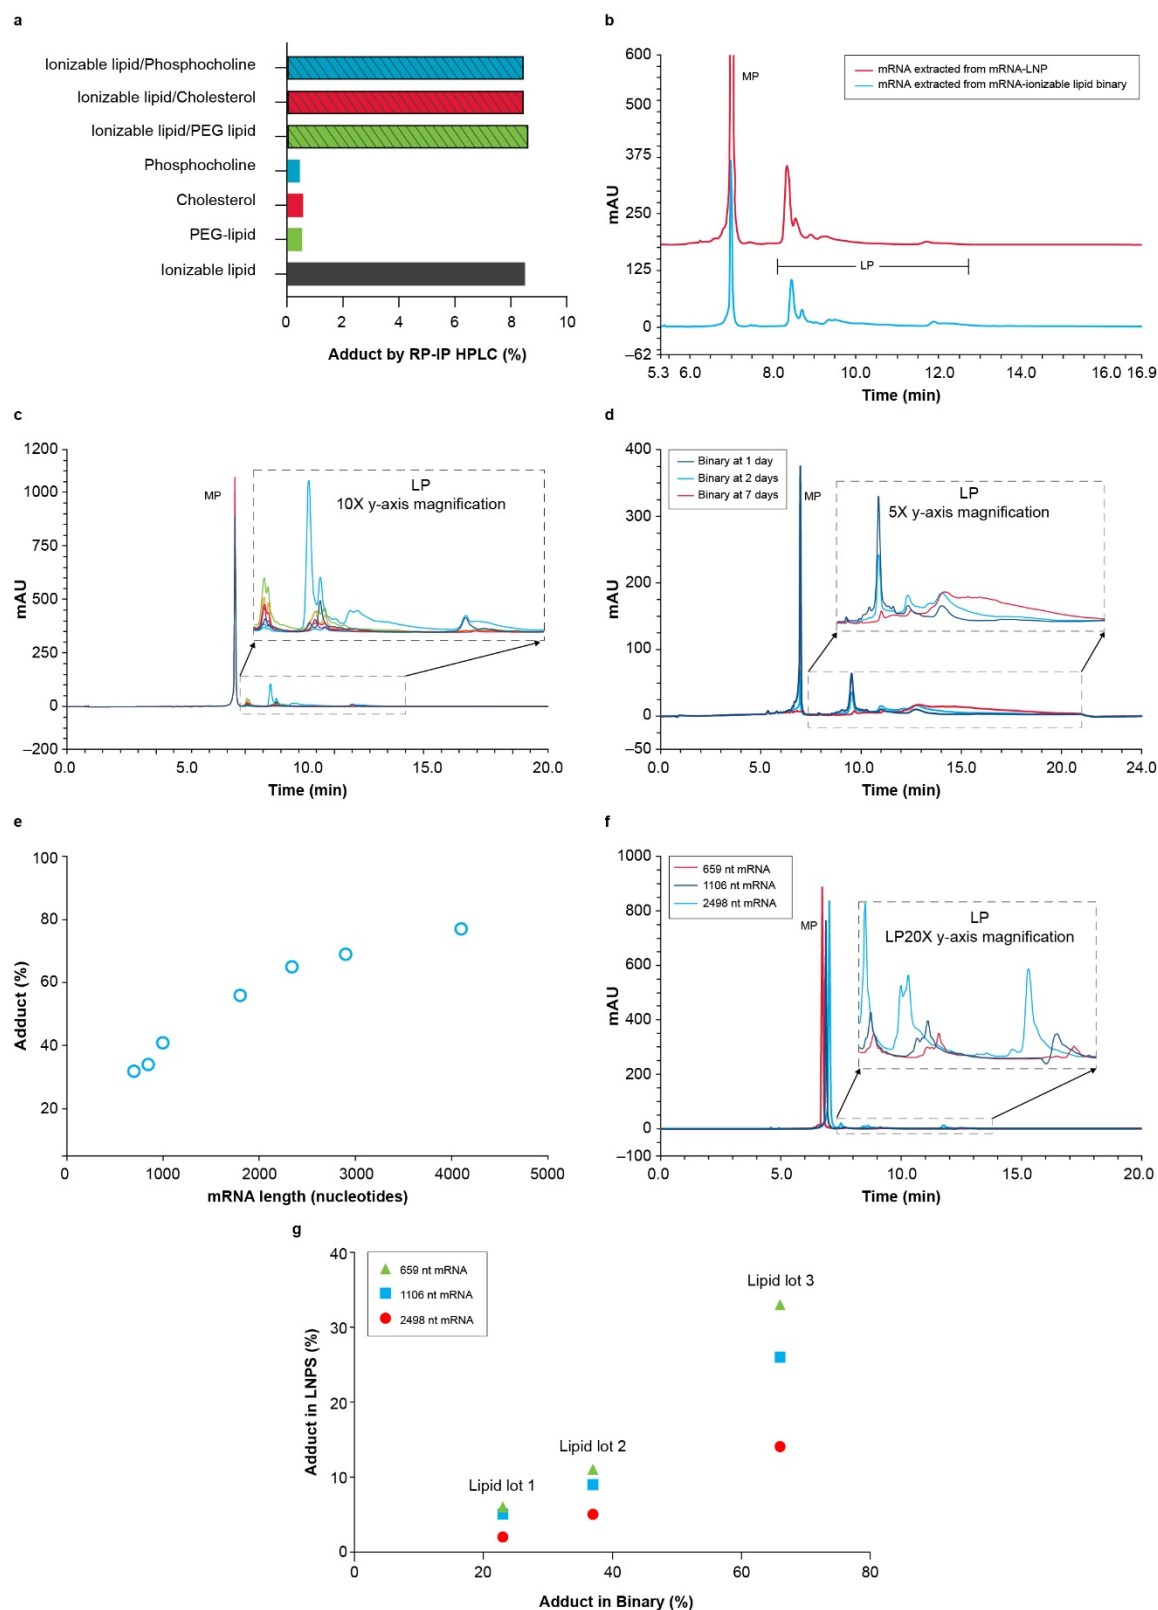 a
Ionizable lipid/Phosphocholine
Ionizable lipid/Cholesterol
Ionizable lipid/PEG lipid
Phosphocholine
Cholesterol
PEG-lipid
Ionizable lipid
0 2 4 6 8 10
Adduct by RP-IP HPLC (%)
b
600
500
375
250
125
0
–62
mAU
MP
mRNA extracted from mRNA-LNP
mRNA extracted from mRNA-ionizable lipid binary
LP
5.3 6.0 8.0 10.0 12.0 14.0 16.0 16.9
Time (min)
c
1200
1000
750
500
250
0
–200
mAU
MP
LP
10X y-axis magnification
0.0 5.0 10.0 15.0 20.0
Time (min)
d
400
300
200
100
0
–50
mAU
Binary at 1 day
Binary at 2 days
Binary at 7 days
MP
LP
5X y-axis magnification
0.0 5.0 10.0 15.0 20.0 24.0
Time (min)
e
100
80
60
40
20
Adduct (%)
0 1000 2000 3000 4000 5000
mRNA length (nucleotides)
f
1000
800
600
400
200
0
–100
mAU
659 nt mRNA
1106 nt mRNA
2498 nt mRNA
MP
LP
LP20X y-axis magnification
0.0 5.0 10.0 15.0 20.0
Time (min)
g
40
30
20
10
0
Adduct in LNPS (%)
659 nt mRNA
1106 nt mRNA
2498 nt mRNA
Lipid lot 3
Lipid lot 2
Lipid lot 1
20 40 60 80
Adduct in Binary (%)